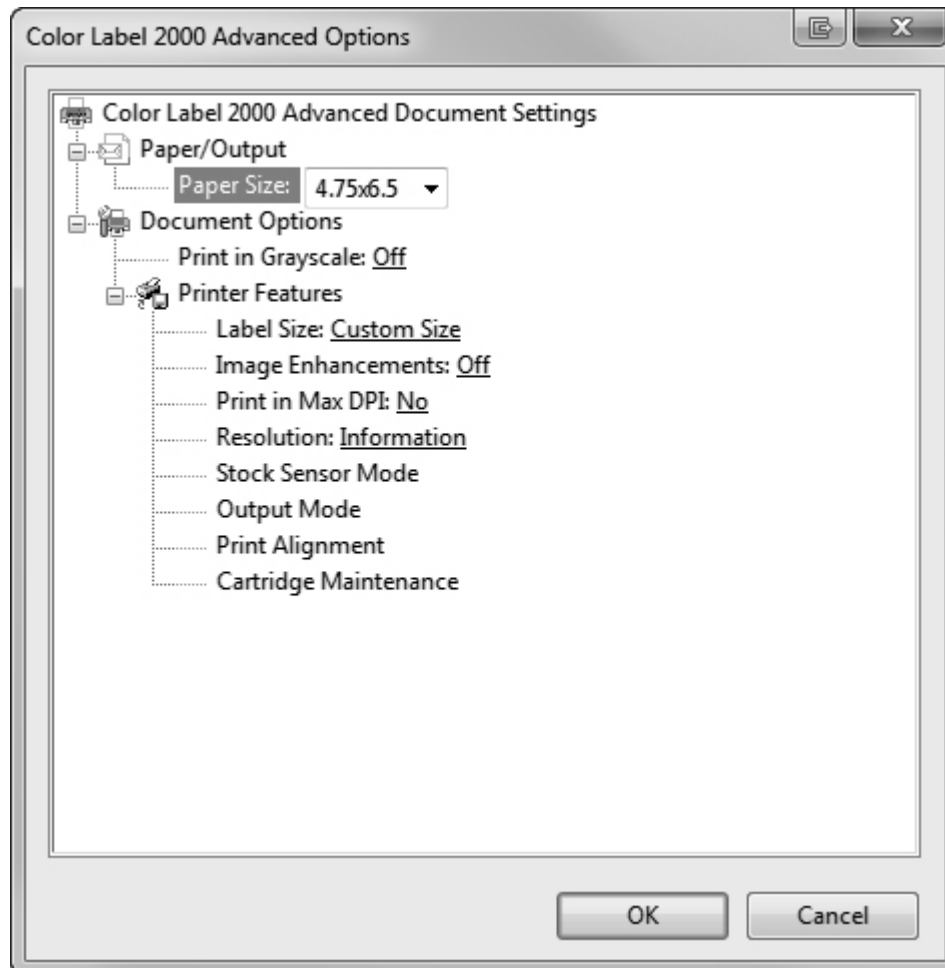 Color Label 2000 Advanced Options
Color Label 2000 Advanced Document Settings
Paper/Output
Paper Size: 4.75x6.5
Document Options
Print in Grayscale: Off
Printer Features
Label Size: Custom Size
Image Enhancements: Off
Print in Max DPI: No
Resolution: Information
Stock Sensor Mode
Output Mode
Print Alignment
Cartridge Maintenance
OK Cancel